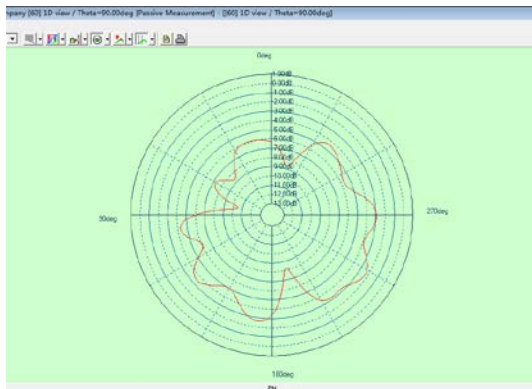 mpany [60] 1D view / Theta=90.00deg [Passive Measurement] - [[60] 1D view / Theta=90.00deg]
0deg
1.00dB
0.00dB
-1.00dB
-2.00dB
-3.00dB
-4.00dB
-5.00dB
-6.00dB
-7.00dB
-8.00dB
-9.00dB
-10.00dB
-11.00dB
-12.00dB
-13.00dB
90deg
270deg
180deg